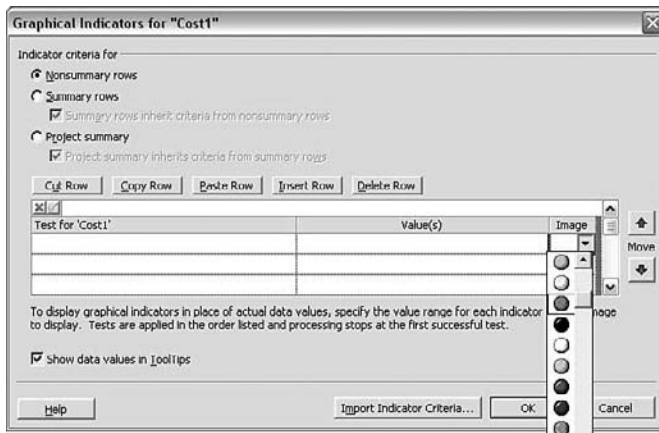 Graphical Indicators for "Cost1"
Indicator criteria for
Nonsummary rows
Summary rows
Summary rows inherit criteria from nonsummary rows
Project summary
Project summary inherits criteria from summary rows
Cut Row Copy Row Paste Row Insert Row Delete Row
Test for 'Cost1' Value(s) Image
Move
To display graphical indicators in place of actual data values, specify the value range for each indicator image
to display. Tests are applied in the order listed and processing stops at the first successful test.
Show data values in ToolTips
Help Import Indicator Criteria... OK Cancel